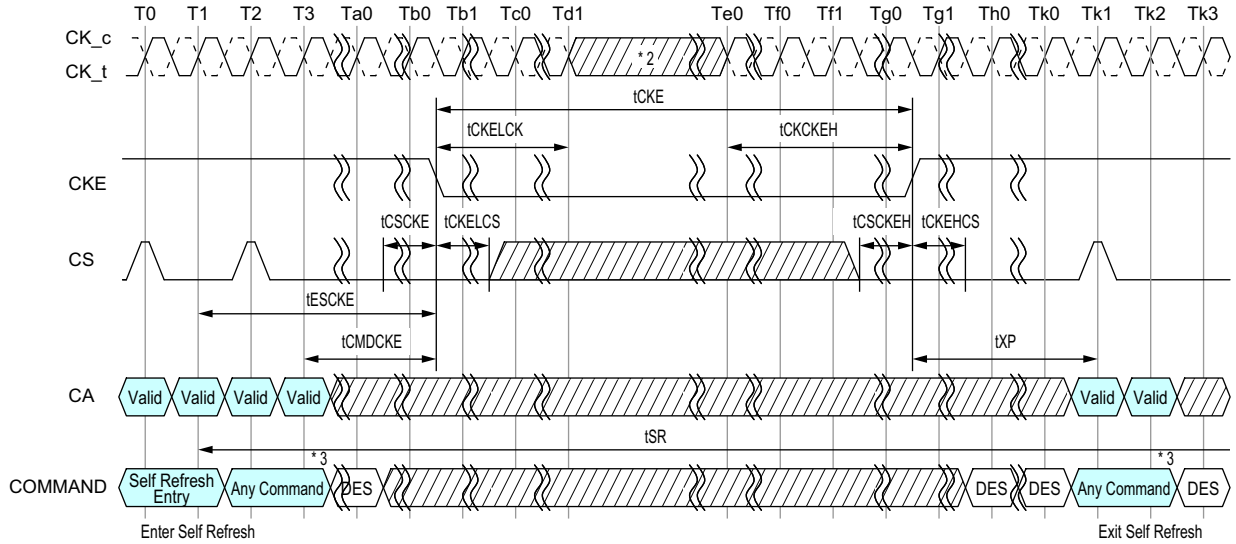 T0 T1 T2 T3 Ta0 Tb0 Tb1 Tc0 Td1 Te0 Tf0 Tf1 Tg0 Tg1 Th0 Tk0 Tk1 Tk2 Tk3
CK_c
CK_t
* 2
tCKE
tCKELCK tCKCKEH
CKE
tCSCKE tCKELCS tCSCKEH tCKEHCS
CS
tESCKE
tCMDCKE tXP
CA Valid Valid Valid Valid Valid Valid
tSR
* 3 * 3
COMMAND Self Refresh Entry Any Command DES DES DES Any Command DES
Enter Self Refresh Exit Self Refresh